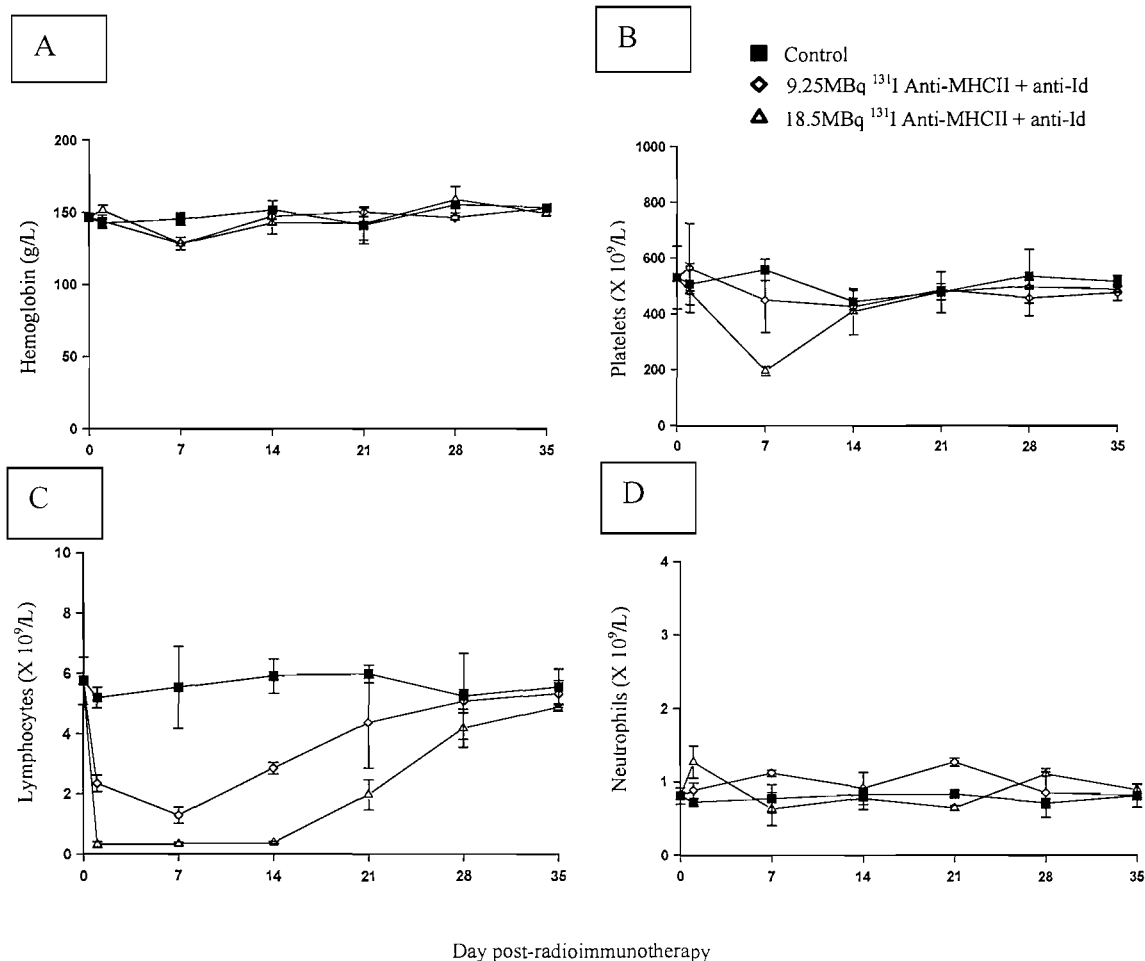 A
B
Control
9.25MBq ¹³¹I Anti-MHCII + anti-Id
18.5MBq ¹³¹I Anti-MHCII + anti-Id
Hemoglobin (g/L)
200
150
100
50
0
0 7 14 21 28 35
Platelets (X 10⁹/L)
1000
800
600
400
200
0
0 7 14 21 28 35
C
D
Lymphocytes (X 10⁹/L)
10
8
6
4
2
0
0 7 14 21 28 35
Neutrophils (X 10⁹/L)
4
3
2
1
0
0 7 14 21 28 35
Day post-radioimmunotherapy